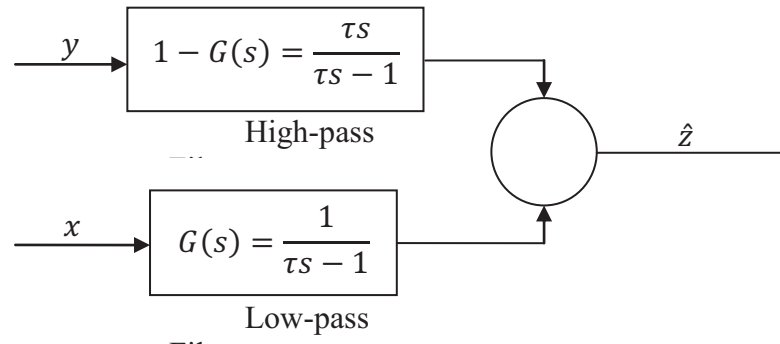 y
1 − G(s) = τs / (τs − 1)
High-pass
x
ẑ
G(s) = 1 / (τs − 1)
Low-pass